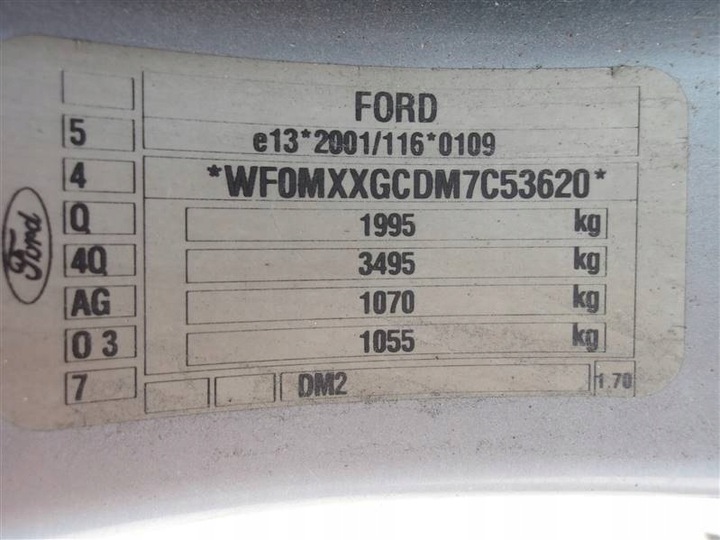 FORD
5 e13*2001/116*0109
4 *WF0MXXGCDM7C53620*
Q 1995 kg
4Q 3495 kg
Ford
AG 1070 kg
0 3 1055 kg
7 DM2 1.70